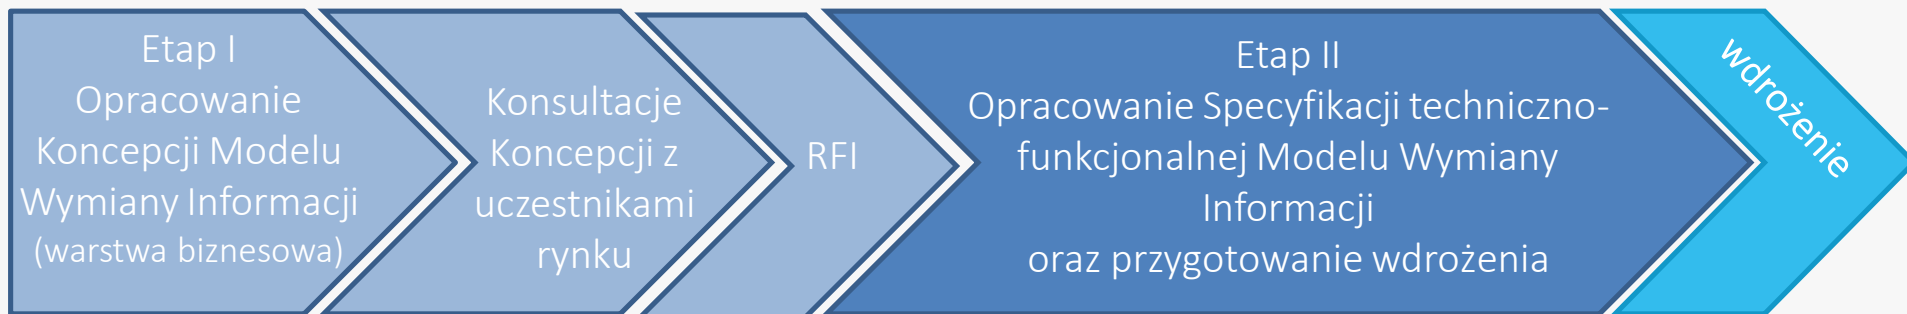 Etap I
Opracowanie
Koncepcji Modelu
Wymiany Informacji
(warstwa biznesowa)
Konsultacje
Koncepcji z
uczestnikami
rynku
RFI
Etap II
Opracowanie Specyfikacji techniczno-
funkcjonalnej Modelu Wymiany
Informacji
oraz przygotowanie wdrożenia
wdrożenie